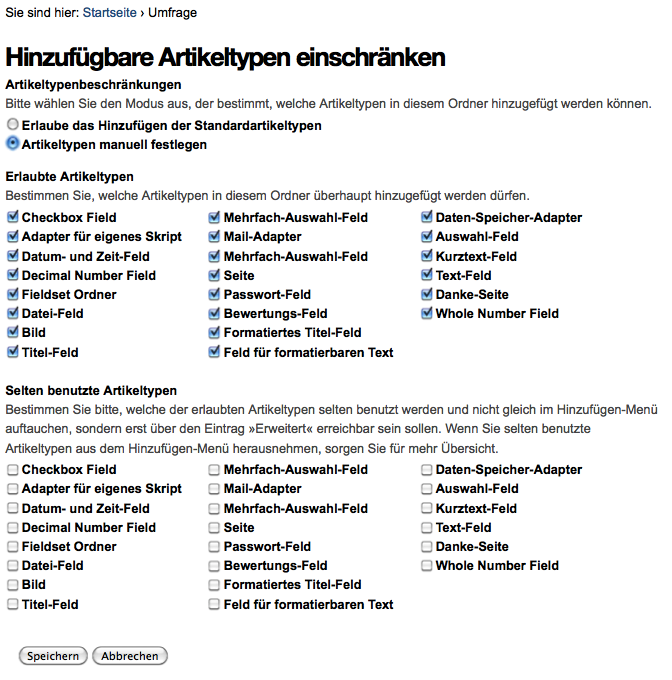 Sie sind hier: Startseite › Umfrage
Hinzufügbare Artikeltypen einschränken
Artikeltypenbeschränkungen
Bitte wählen Sie den Modus aus, der bestimmt, welche Artikeltypen in diesem Ordner hinzugefügt werden können.
Erlaube das Hinzufügen der Standardartikeltypen
Artikeltypen manuell festlegen
Erlaubte Artikeltypen
Bestimmen Sie, welche Artikeltypen in diesem Ordner überhaupt hinzugefügt werden dürfen.
Checkbox Field Mehrfach-Auswahl-Feld Daten-Speicher-Adapter
Adapter für eigenes Skript Mail-Adapter Auswahl-Feld
Datum- und Zeit-Feld Mehrfach-Auswahl-Feld Kurztext-Feld
Decimal Number Field Seite Text-Feld
Fieldset Ordner Passwort-Feld Danke-Seite
Datei-Feld Bewertungs-Feld Whole Number Field
Bild Formatiertes Titel-Feld
Titel-Feld Feld für formatierbaren Text
Selten benutzte Artikeltypen
Bestimmen Sie bitte, welche der erlaubten Artikeltypen selten benutzt werden und nicht gleich im Hinzufügen-Menü
auftauchen, sondern erst über den Eintrag »Erweitert« erreichbar sein sollen. Wenn Sie selten benutzte
Artikeltypen aus dem Hinzufügen-Menü herausnehmen, sorgen Sie für mehr Übersicht.
Checkbox Field Mehrfach-Auswahl-Feld Daten-Speicher-Adapter
Adapter für eigenes Skript Mail-Adapter Auswahl-Feld
Datum- und Zeit-Feld Mehrfach-Auswahl-Feld Kurztext-Feld
Decimal Number Field Seite Text-Feld
Fieldset Ordner Passwort-Feld Danke-Seite
Datei-Feld Bewertungs-Feld Whole Number Field
Bild Formatiertes Titel-Feld
Titel-Feld Feld für formatierbaren Text
Speichern Abbrechen